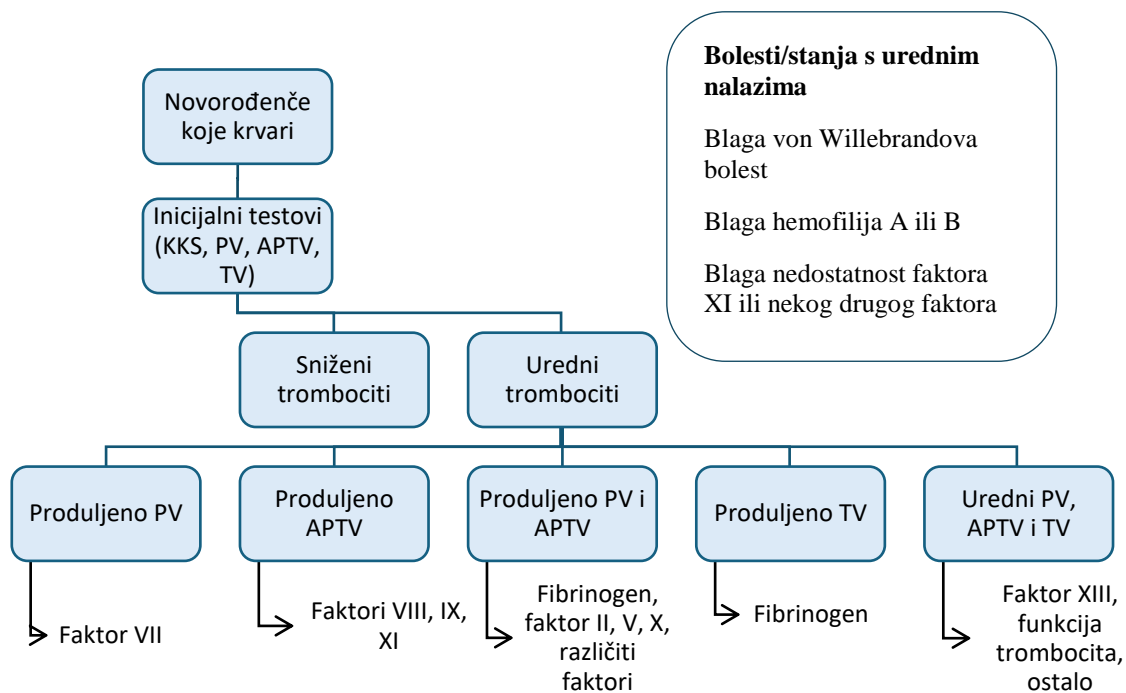 Bolesti/stanja s urednim
nalazima
Blaga von Willebrandova
bolest
Blaga hemofilija A ili B
Blaga nedostatnost faktora
XI ili nekog drugog faktora
Novorođenče
koje krvari
Inicijalni testovi
(KKS, PV, APTV,
TV)
Sniženi
trombociti
Uredni
trombociti
Produljeno PV
Produljeno
APTV
Produljeno PV i
APTV
Produljeno TV
Uredni PV,
APTV i TV
Faktor VII
Faktori VIII, IX,
XI
Fibrinogen,
faktor II, V, X,
različiti
faktori
Fibrinogen
Faktor XIII,
funkcija
trombocita,
ostalo